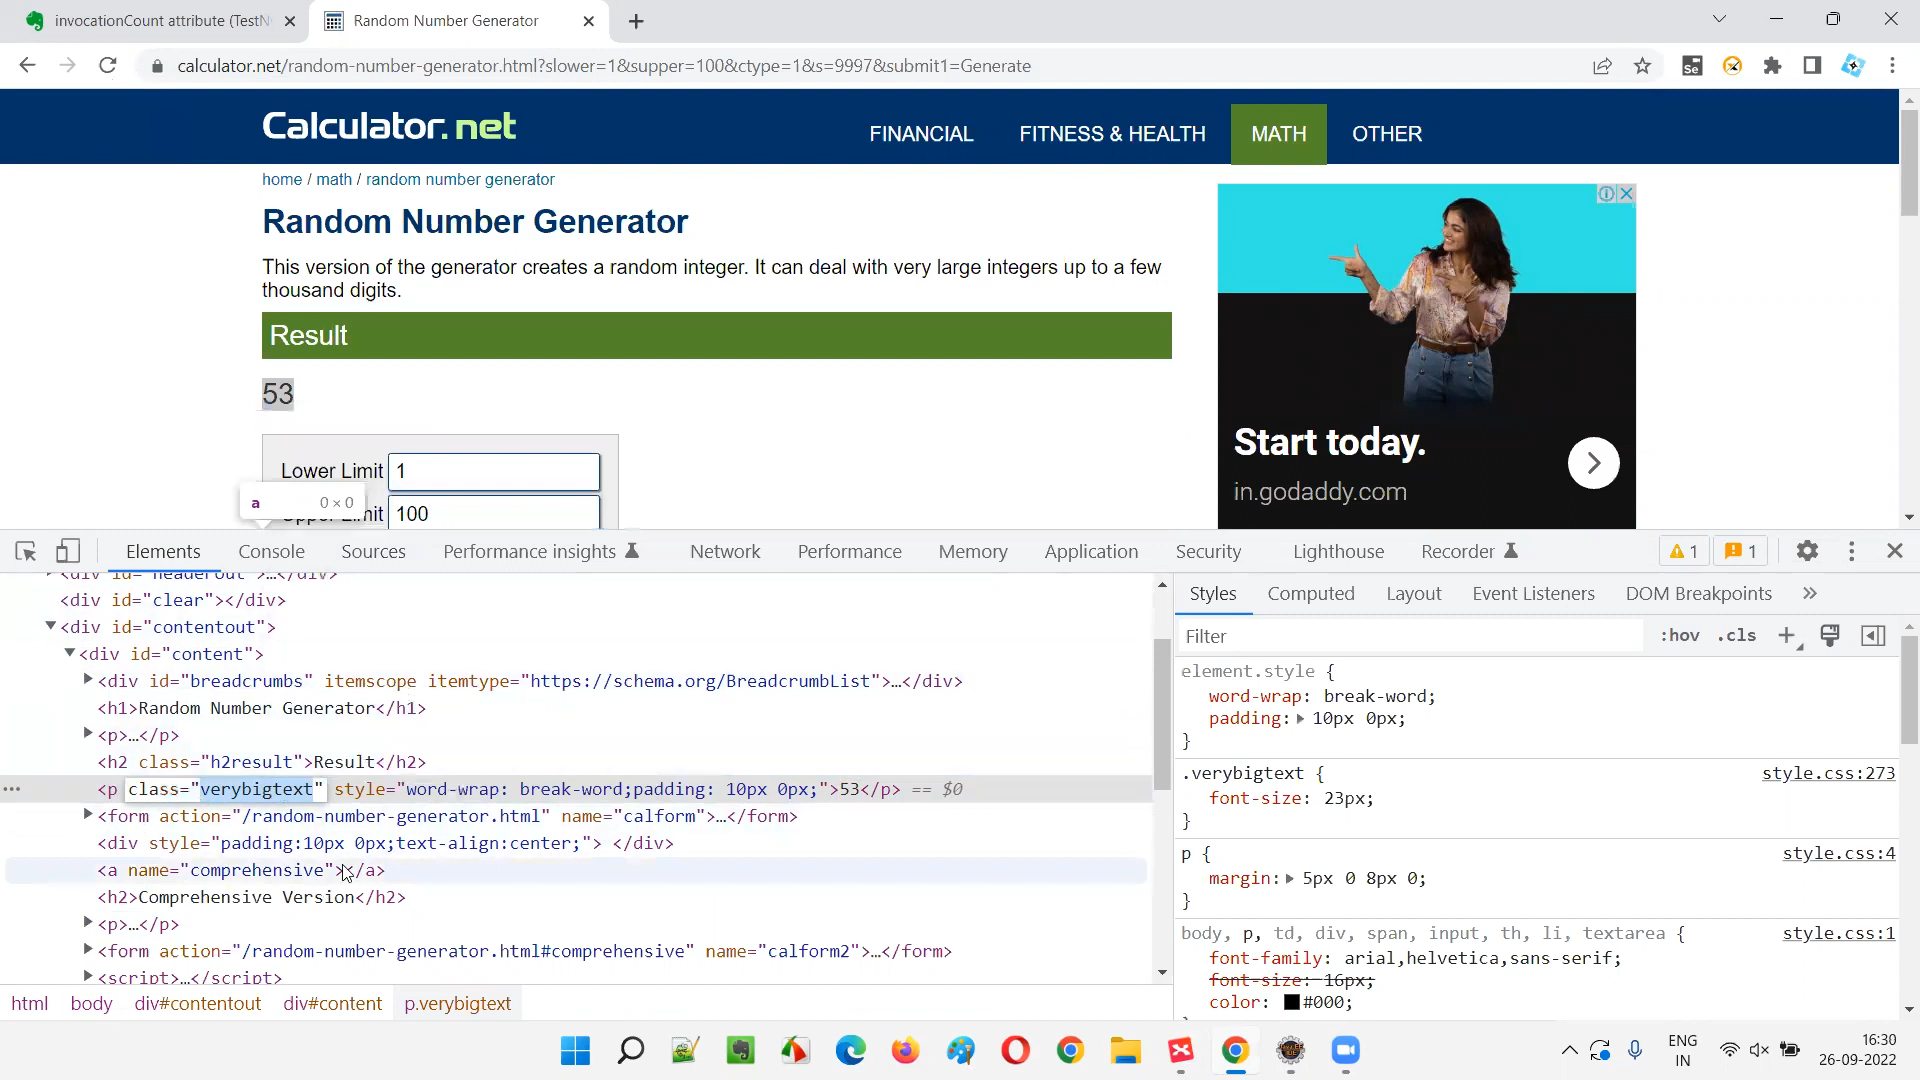 invocationCount attribute (TestN
Random Number Generator
calculator.net/random-number-generator.html?slower=1&supper=100&ctype=1&s=9997&submit1=Generate
Se
Calculator.net
FINANCIAL FITNESS & HEALTH MATH OTHER
home / math / random number generator
Random Number Generator
This version of the generator creates a random integer. It can deal with very large integers up to a few
thousand digits.
Result
53
Lower Limit 1
a 0 × 0
Upper Limit 100
Start today.
in.godaddy.com
Elements Console Sources Performance insights Network Performance Memory Application Security Lighthouse Recorder 1 1
<div id="headerout">…</div>
<div id="clear"></div>
<div id="contentout">
<div id="content">
<div id="breadcrumbs" itemscope itemtype="https://schema.org/BreadcrumbList">…</div>
<h1>Random Number Generator</h1>
<p>…</p>
<h2 class="h2result">Result</h2>
<p class="verybigtext" style="word-wrap: break-word;padding: 10px 0px;">53</p> == $0
<form action="/random-number-generator.html" name="calform">…</form>
<div style="padding:10px 0px;text-align:center;"> </div>
<a name="comprehensive"></a>
<h2>Comprehensive Version</h2>
<p>…</p>
<form action="/random-number-generator.html#comprehensive" name="calform2">…</form>
<script>…</script>
html body div#contentout div#content p.verybigtext
Styles Computed Layout Event Listeners DOM Breakpoints
Filter :hov .cls
element.style {
word-wrap: break-word;
padding: 10px 0px;
}
.verybigtext { style.css:273
font-size: 23px;
}
p { style.css:4
margin: 5px 0 8px 0;
}
body, p, td, div, span, input, th, li, textarea { style.css:1
font-family: arial,helvetica,sans-serif;
font-size: 16px;
color: #000;
ENG
IN
16:30
26-09-2022